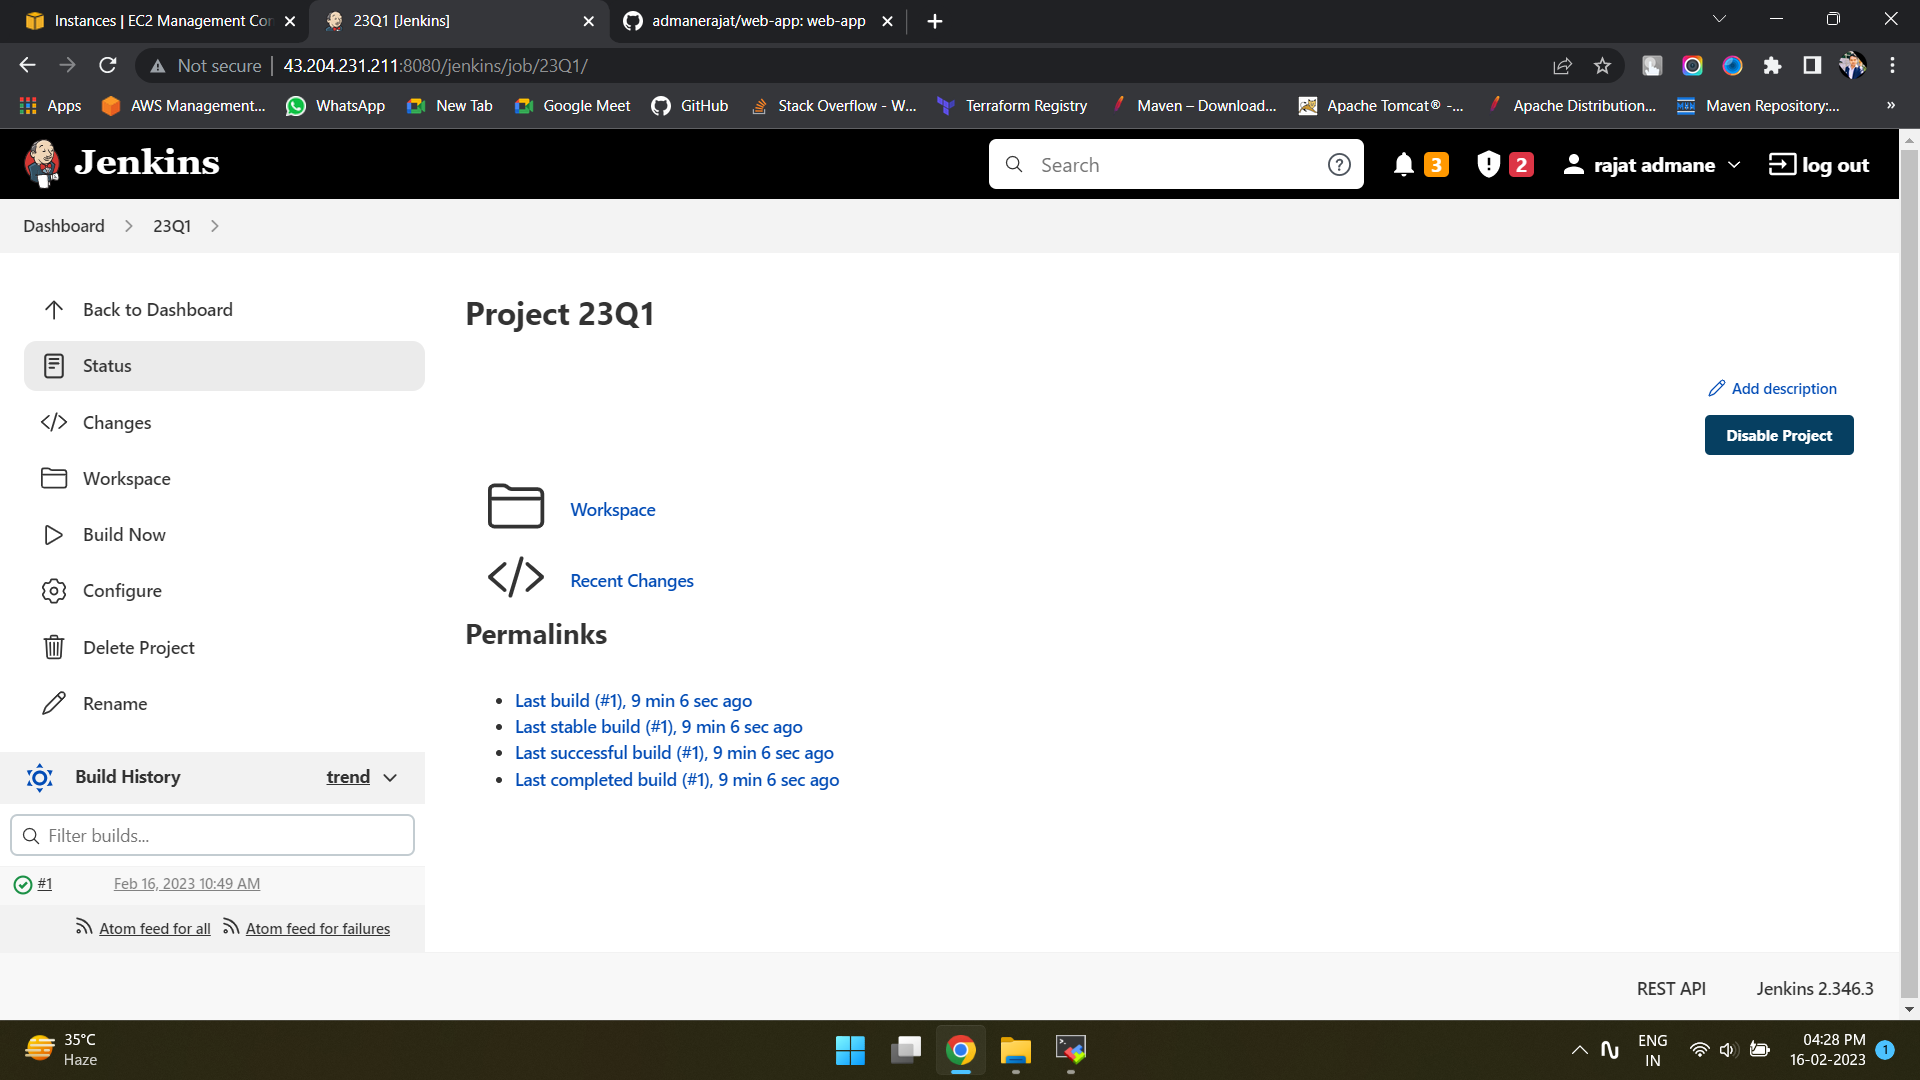 Instances | EC2 Management Con
23Q1 [Jenkins]
admanerajat/web-app: web-app
Not secure | 43.204.231.211:8080/jenkins/job/23Q1/
Apps
AWS Management...
WhatsApp
New Tab
Google Meet
GitHub
Stack Overflow - W...
Terraform Registry
Maven – Download...
Apache Tomcat® -...
Apache Distribution...
Maven Repository:...
»
Jenkins
Search
3
2
rajat admane
log out
Dashboard
23Q1
Back to Dashboard
Status
Changes
Workspace
Build Now
Configure
Delete Project
Rename
Project 23Q1
Add description
Disable Project
Workspace
Recent Changes
Permalinks
• Last build (#1), 9 min 6 sec ago
• Last stable build (#1), 9 min 6 sec ago
• Last successful build (#1), 9 min 6 sec ago
• Last completed build (#1), 9 min 6 sec ago
Build History
trend
Filter builds...
#1
Feb 16, 2023 10:49 AM
Atom feed for all
Atom feed for failures
REST API
Jenkins 2.346.3
35°C
Haze
ENG
IN
04:28 PM
16-02-2023
1